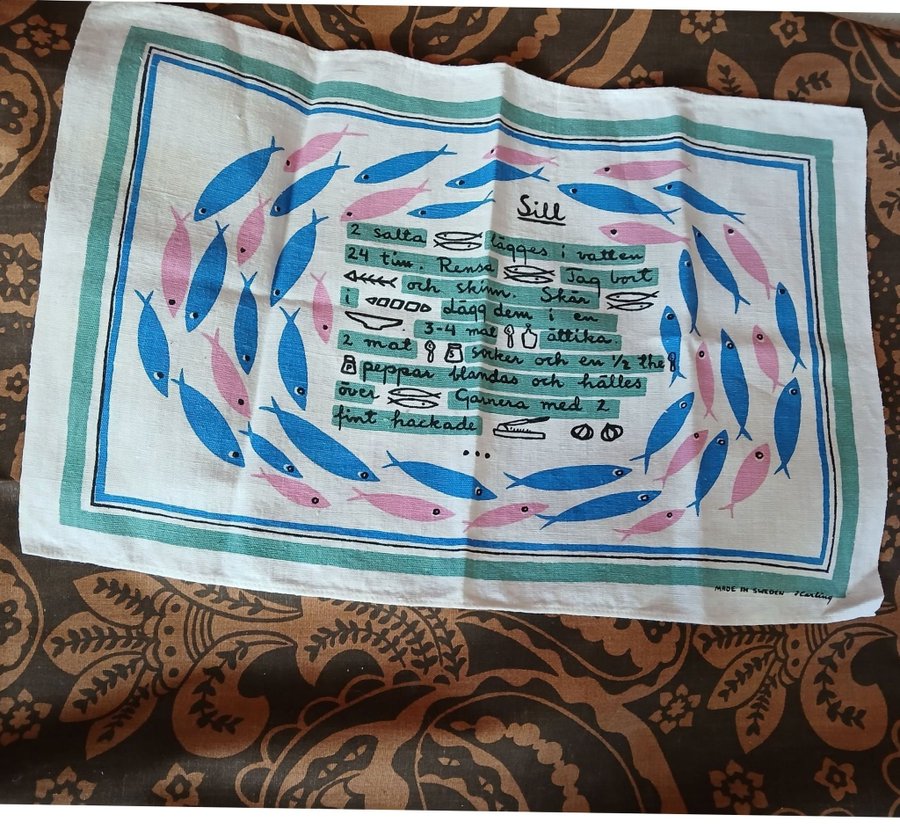 Sill
2 salta lägges i vatten
24 tim. Rensa Tag bort
och skinn. Skär
i Lägg dem i en
3-4 mat ättika.
2 mat socker och en ½ the
peppar blandas och hälles
över Garnera med 2
fint hackade
...
MADE IN SWEDEN